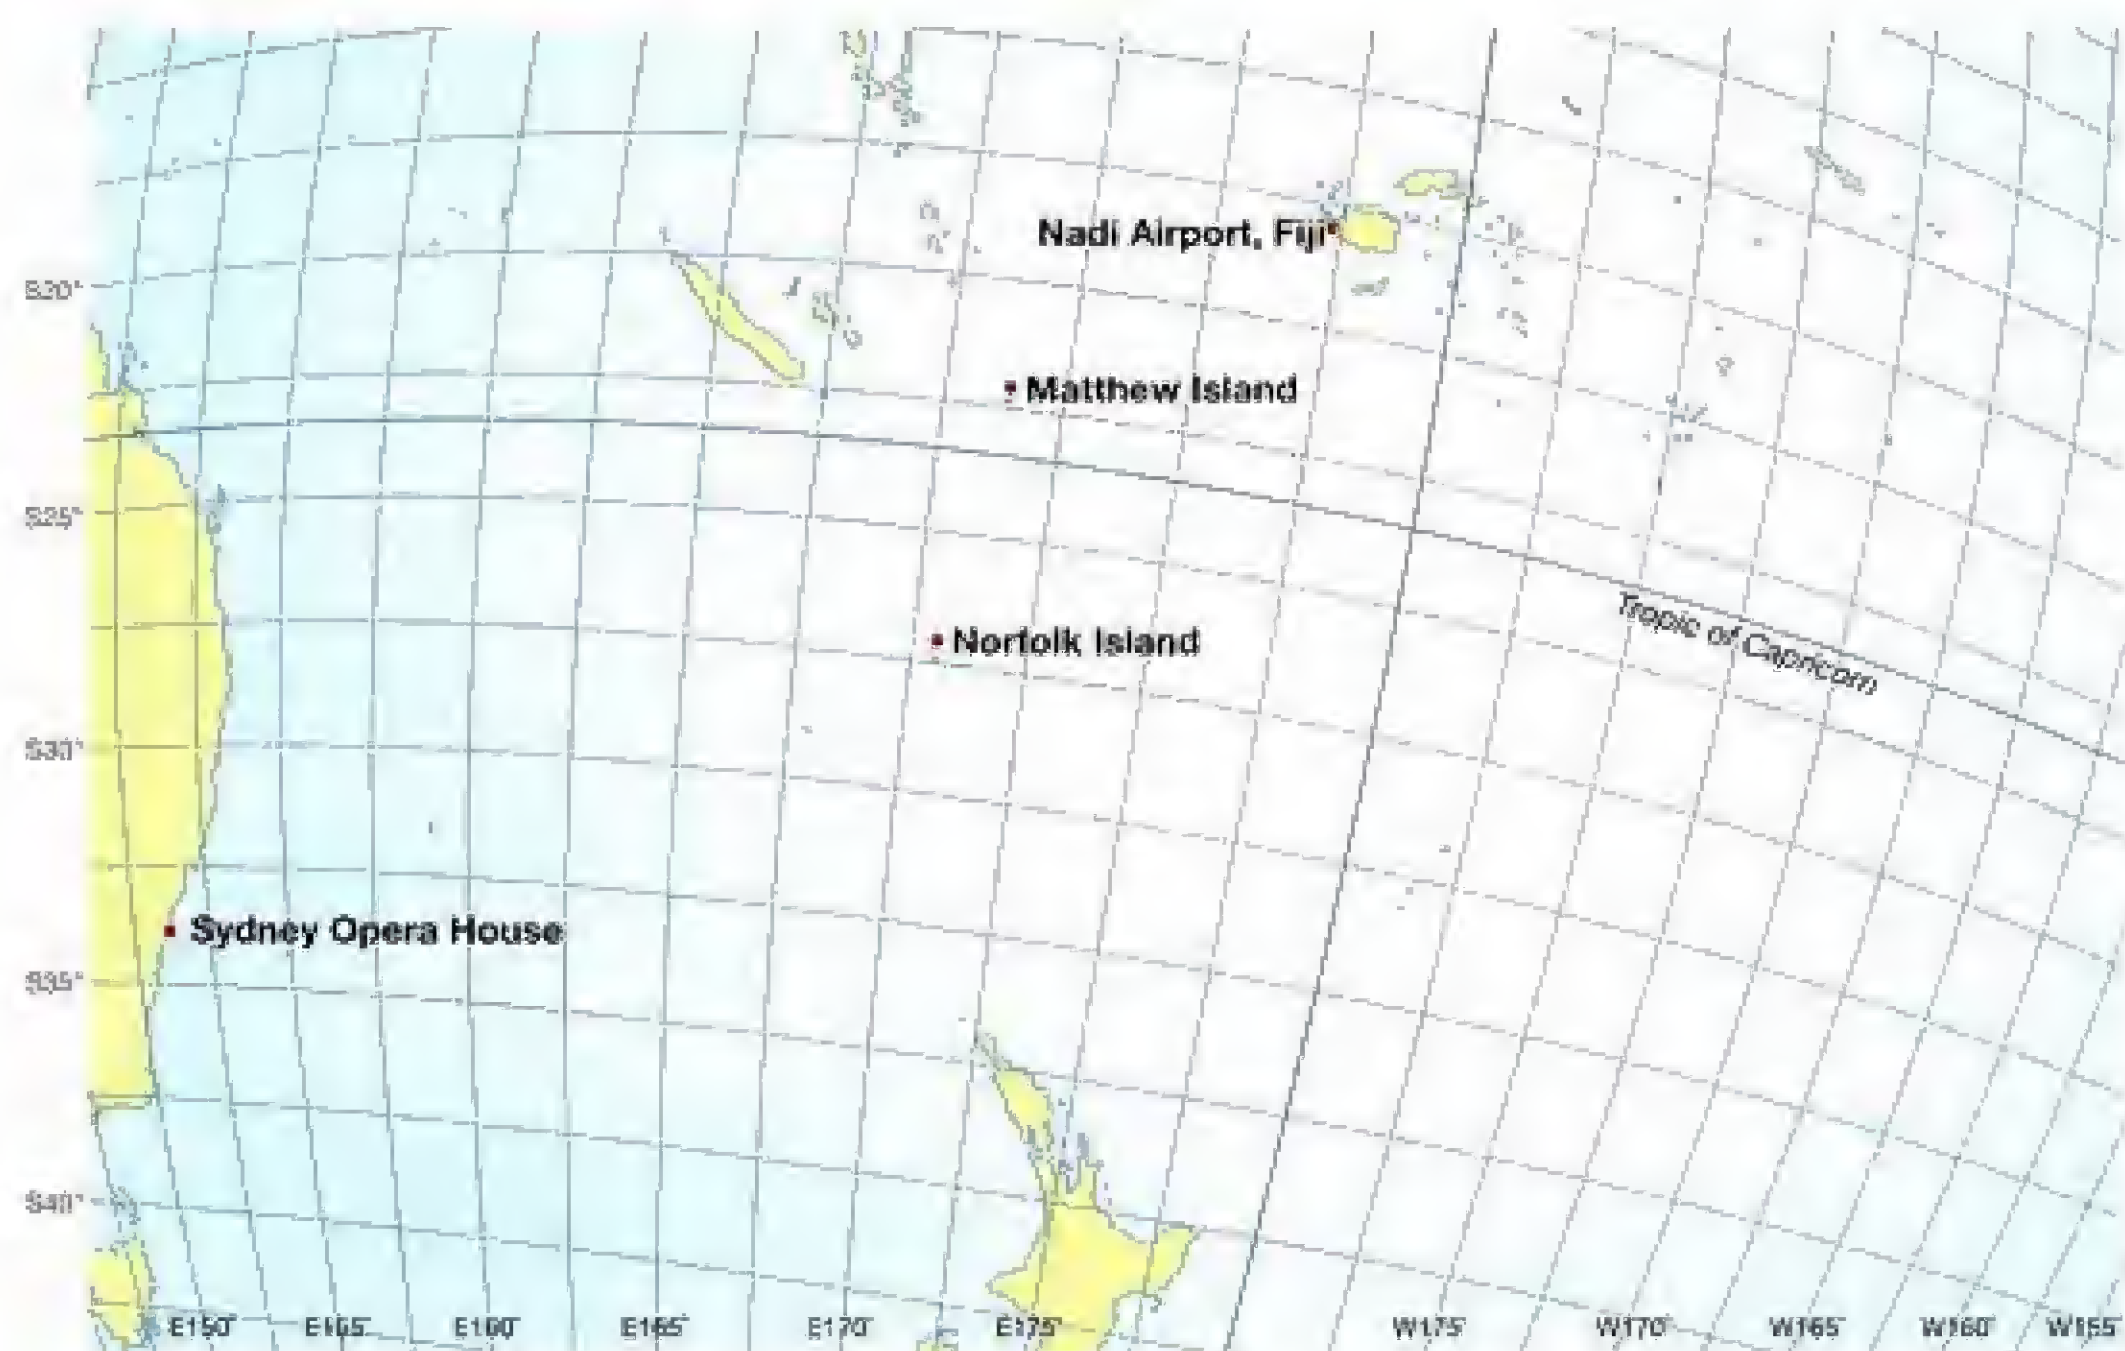 Nadi Airport, Fiji
S20°
Matthew Island
S25°
Tropic of Capricorn
Norfolk Island
S30°
Sydney Opera House
S35°
S40°
E150° E165° E160° E165° E170° E175° W175° W170° W165° W160° W155°